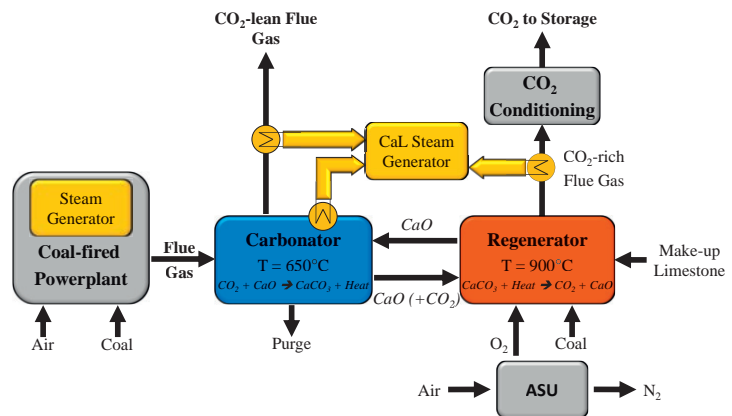 CO₂-lean Flue
Gas
CO₂ to Storage
CO₂
Conditioning
CaL Steam
Generator
CO₂-rich
Flue Gas
Steam
Generator
Coal-fired
Powerplant
Flue
Gas
Carbonator
T = 650°C
CO₂ + CaO → CaCO₃ + Heat
CaO
CaO (+CO₂)
Regenerator
T = 900°C
CaCO₃ + Heat → CO₂ + CaO
Make-up
Limestone
Air
Coal
Purge
O₂
Coal
Air
ASU
N₂